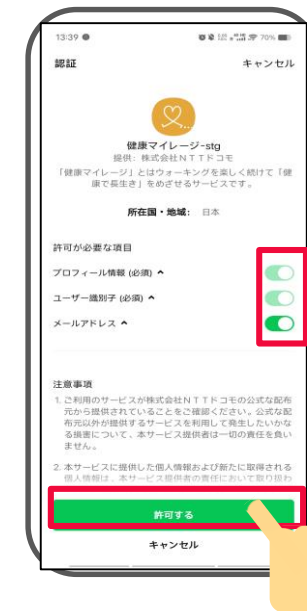 13:39
70%
認証
キャンセル
健康マイレージ-stg
提供: 株式会社ＮＴＴドコモ
「健康マイレージ」とはウォーキングを楽しく続けて「健
康で長生き」をめざせるサービスです。
所在国・地域: 日本
許可が必要な項目
プロフィール情報 (必須)
ユーザー識別子 (必須)
メールアドレス
注意事項
1. ご利用のサービスが株式会社ＮＴＴドコモの公式な配布
元から提供されていることをご確認ください。公式な配
布元以外が提供するサービスを利用して発生したいかな
る損害について、本サービス提供者は一切の責任を負い
ません。
2. 本サービスに提供した個人情報および新たに取得される
個人情報は、本サービス提供者の責任において取り扱わ
許可する
キャンセル